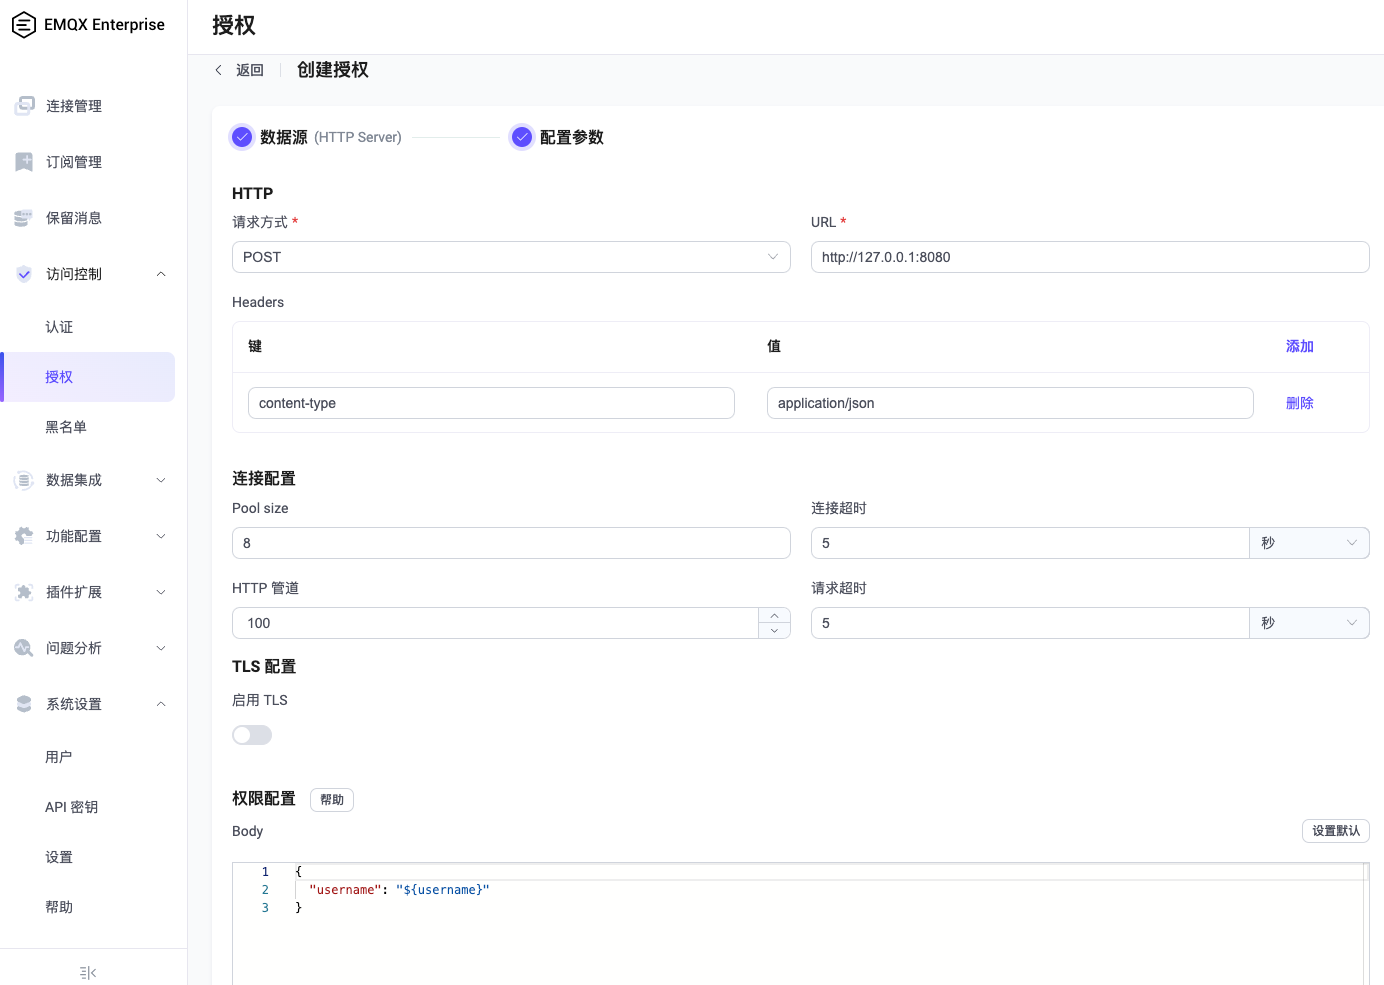 EMQX Enterprise
连接管理
订阅管理
保留消息
访问控制
认证
授权
黑名单
数据集成
功能配置
插件扩展
问题分析
系统设置
用户
API 密钥
设置
帮助
授权
返回
创建授权
数据源 (HTTP Server)
配置参数
HTTP
请求方式 *
URL *
POST
http://127.0.0.1:8080
Headers
键
值
添加
content-type
application/json
删除
连接配置
Pool size
连接超时
8
5
秒
HTTP 管道
请求超时
100
5
秒
TLS 配置
启用 TLS
权限配置
帮助
Body
设置默认
1 {
2 "username": "${username}"
3 }